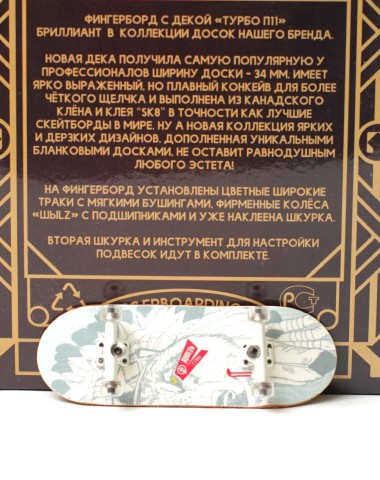 ФИНГЕРБОРД С ДЕКОЙ «ТУРБО П11»
БРИЛЛИАНТ В КОЛЛЕКЦИИ ДОСОК НАШЕГО БРЕНДА.
НОВАЯ ДЕКА ПОЛУЧИЛА САМУЮ ПОПУЛЯРНУЮ У
ПРОФЕССИОНАЛОВ ШИРИНУ ДОСКИ - 34 ММ, ИМЕЕТ
ЯРКО ВЫРАЖЕННЫЙ, НО ПЛАВНЫЙ КОНКЕЙВ ДЛЯ БОЛЕЕ
ЧЁТКОГО ЩЕЛЧКА И ВЫПОЛНЕНА ИЗ КАНАДСКОГО
КЛЁНА И КЛЕЯ "SK8" В ТОЧНОСТИ КАК ЛУЧШИЕ
СКЕЙТБОРДЫ В МИРЕ. НУ А НОВАЯ КОЛЛЕКЦИЯ ЯРКИХ
И ДЕРЗКИХ ДИЗАЙНОВ, ДОПОЛНЕННАЯ УНИКАЛЬНЫМИ
БЛАНКОВЫМИ ДОСКАМИ, НЕ ОСТАВИТ РАВНОДУШНЫМ
ЛЮБОГО ЭСТЕТА!
НА ФИНГЕРБОРД УСТАНОВЛЕНЫ ЦВЕТНЫЕ ШИРОКИЕ
ТРАКИ С МЯГКИМИ БУШИНГАМИ, ФИРМЕННЫЕ КОЛЁСА
«ШЫLZ» С ПОДШИПНИКАМИ И УЖЕ НАКЛЕЕНА ШКУРКА.
ВТОРАЯ ШКУРКА И ИНСТРУМЕНТ ДЛЯ НАСТРОЙКИ
ПОДВЕСОК ИДУТ В КОМПЛЕКТЕ.